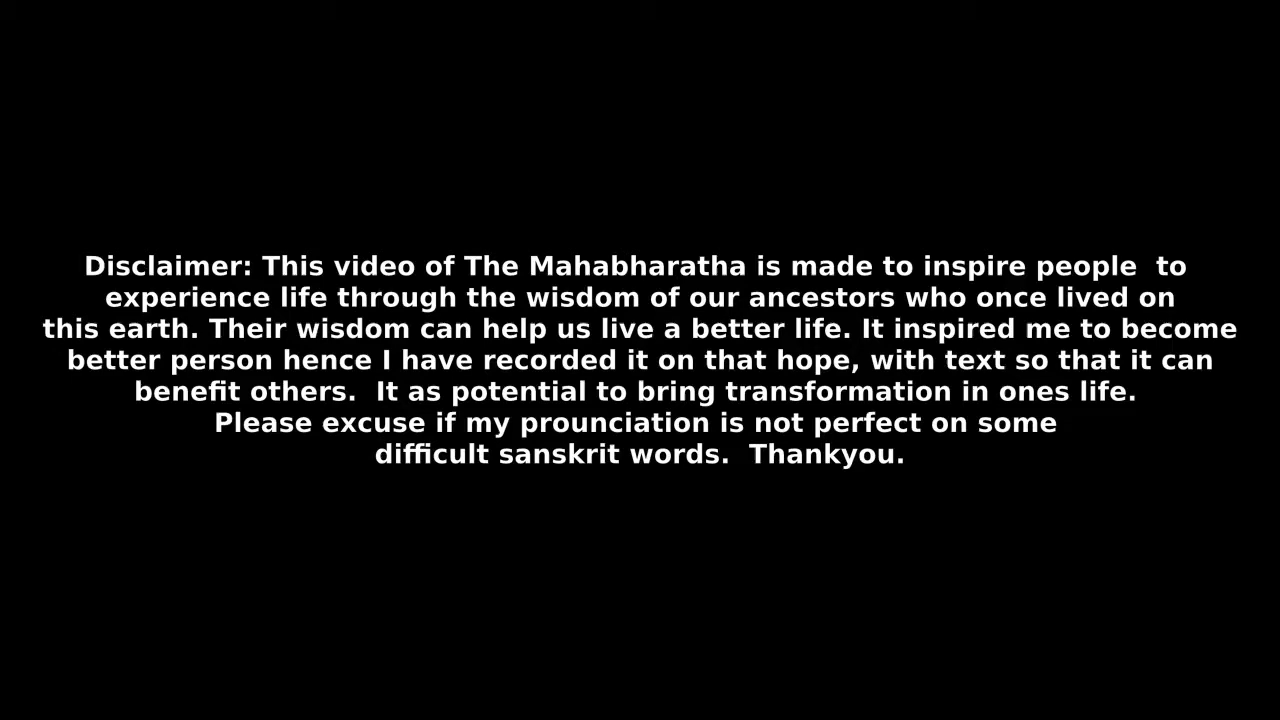 Disclaimer: This video of The Mahabharatha is made to inspire people  to
experience life through the wisdom of our ancestors who once lived on
this earth. Their wisdom can help us live a better life. It inspired me to become
better person hence I have recorded it on that hope, with text so that it can
benefit others.  It as potential to bring transformation in ones life.
Please excuse if my prounciation is not perfect on some
difficult sanskrit words.  Thankyou.